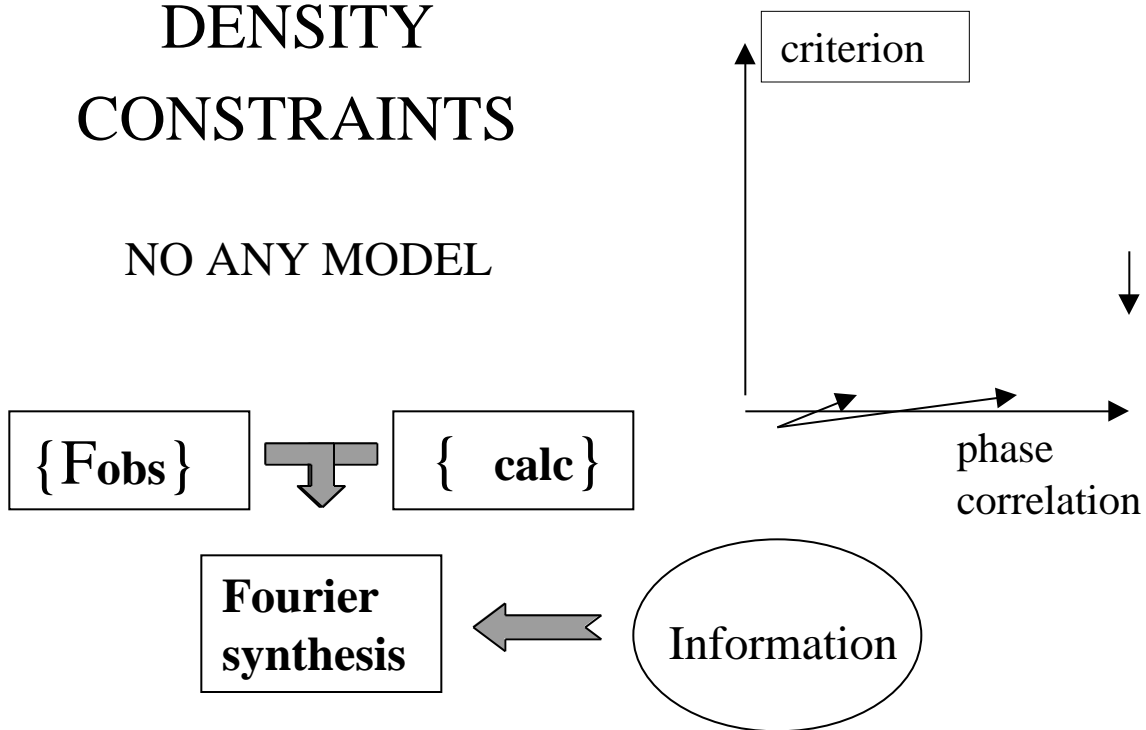 DENSITY
CONSTRAINTS
NO ANY MODEL
criterion
phase
correlation
{Fobs}
{ calc}
Fourier
synthesis
Information